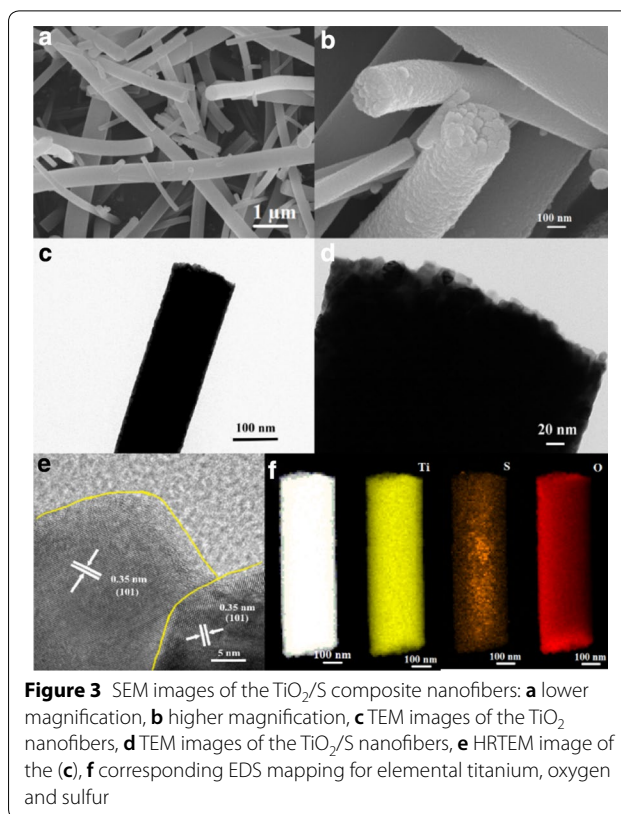 a
b
1 μm
100 nm
c
d
100 nm
20 nm
e
f
Ti
S
O
0.35 nm
(101)
0.35 nm
(101)
5 nm
100 nm
100 nm
100 nm
100 nm
Figure 3 SEM images of the TiO₂/S composite nanofibers: a lower
magnification, b higher magnification, c TEM images of the TiO₂
nanofibers, d TEM images of the TiO₂/S nanofibers, e HRTEM image of
the (c), f corresponding EDS mapping for elemental titanium, oxygen
and sulfur